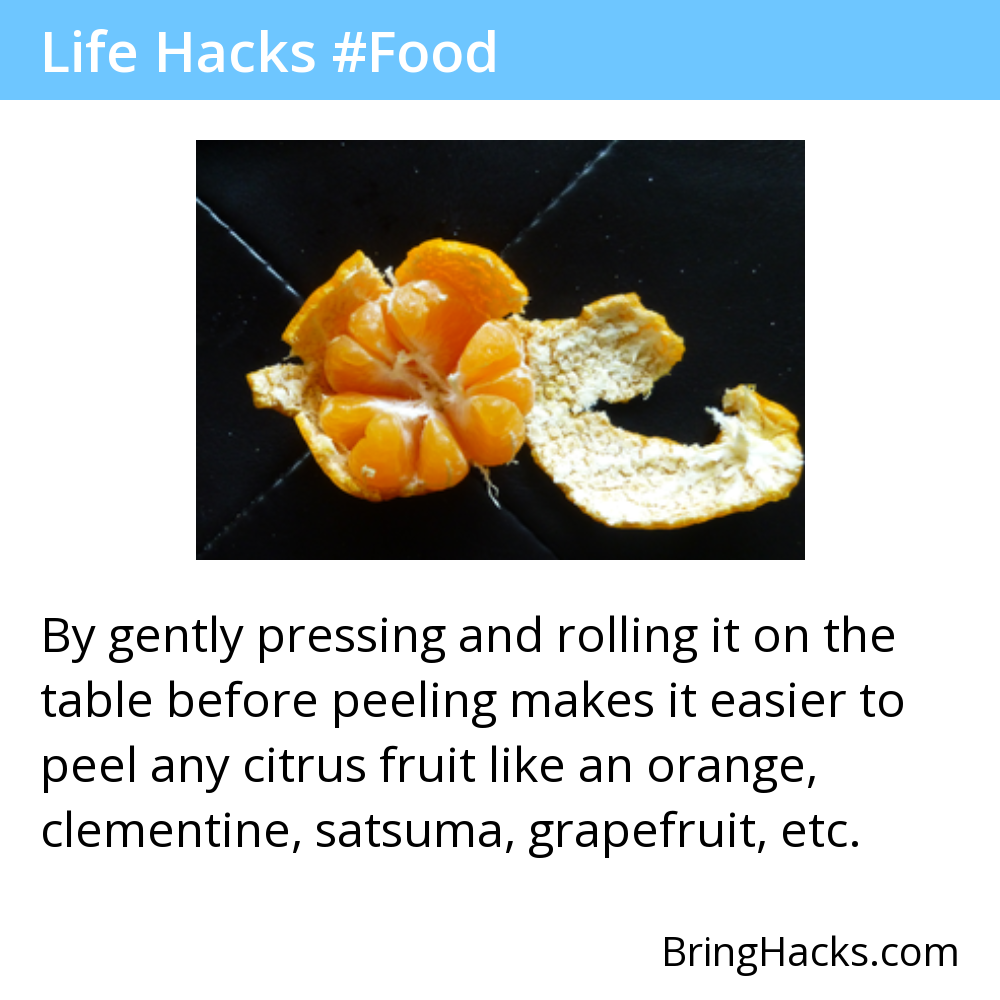 Life Hacks #Food
By gently pressing and rolling it on the
table before peeling makes it easier to
peel any citrus fruit like an orange,
clementine, satsuma, grapefruit, etc.
BringHacks.com